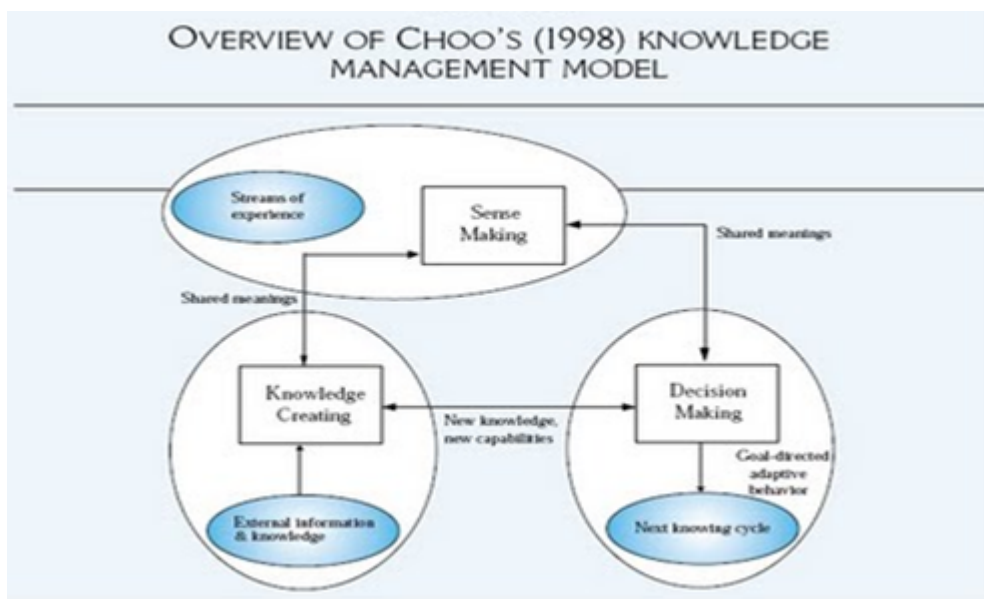 OVERVIEW OF CHOO'S (1998) KNOWLEDGE
MANAGEMENT MODEL
Streams of
experience
Sense
Making
Shared meanings
Shared meanings
Knowledge
Creating
Decision
Making
New knowledge,
new capabilities
Goal-directed
adaptive
behavior
External information
& knowledge
Next knowing cycle